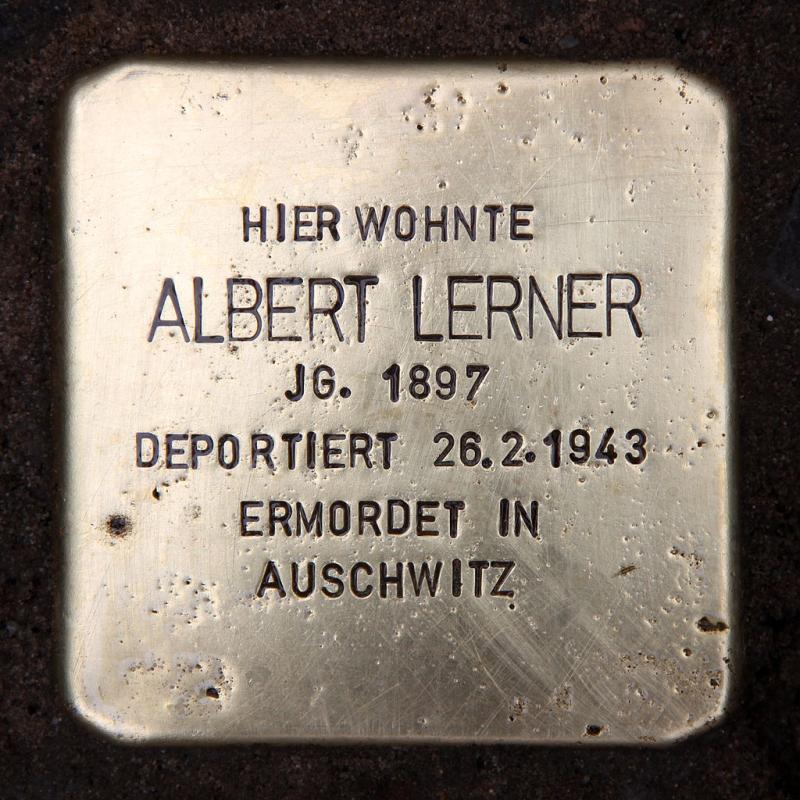 HIER WOHNTE
ALBERT LERNER
JG. 1897
DEPORTIERT 26.2.1943
ERMORDET IN
AUSCHWITZ